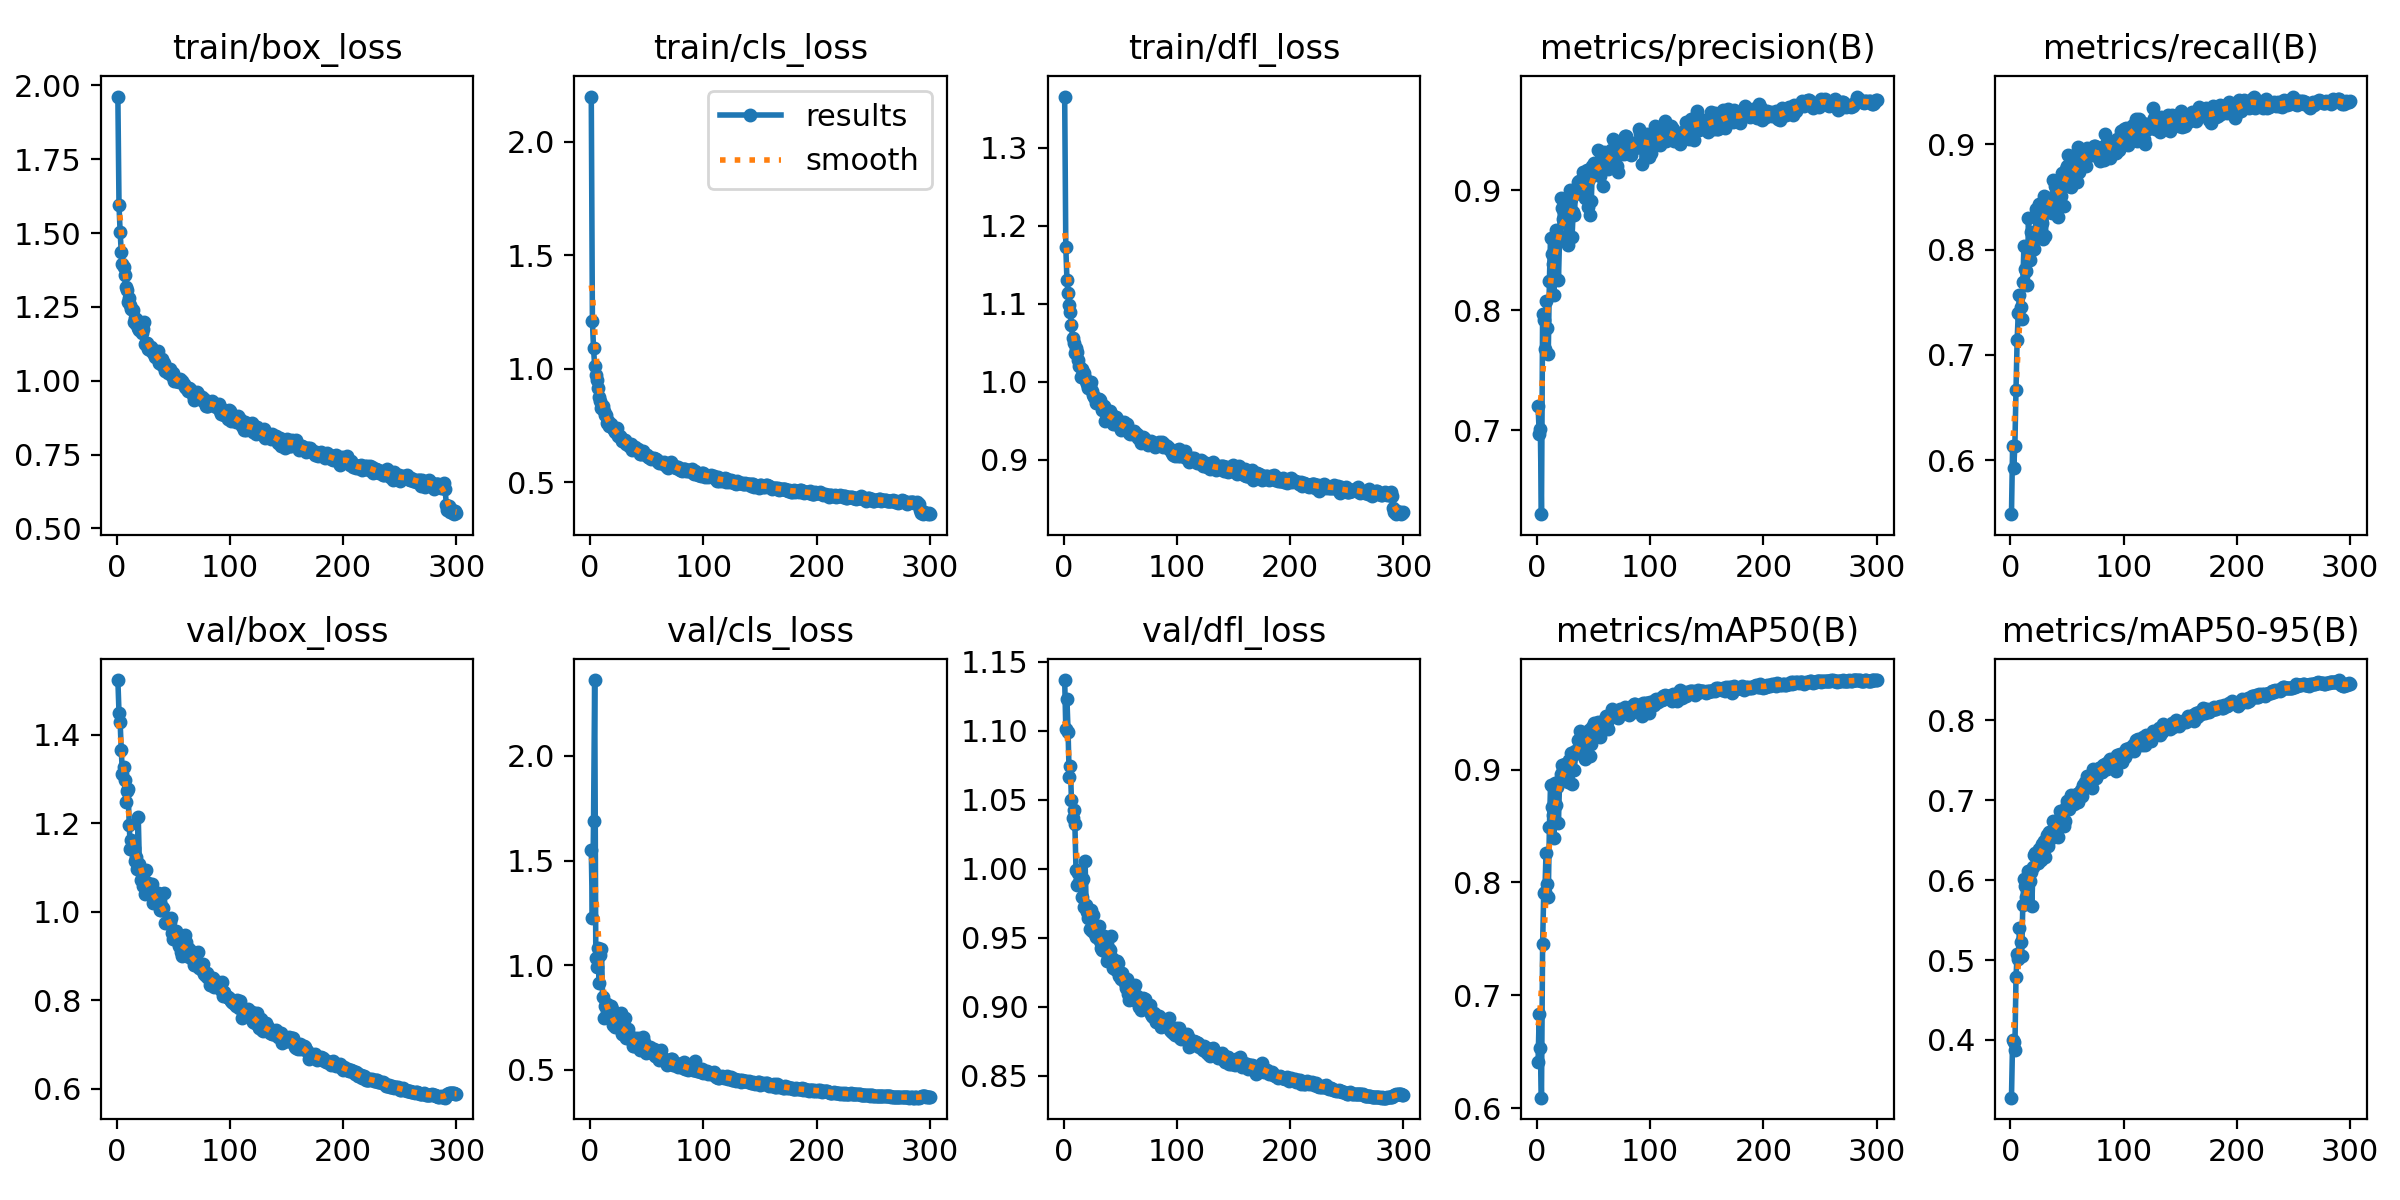 train/box_loss
2.00
1.75
1.50
1.25
1.00
0.75
0.50
0 100 200 300
train/cls_loss
results
smooth
2.0
1.5
1.0
0.5
0 100 200 300
train/dfl_loss
1.3
1.2
1.1
1.0
0.9
0 100 200 300
metrics/precision(B)
0.9
0.8
0.7
0 100 200 300
metrics/recall(B)
0.9
0.8
0.7
0.6
0 100 200 300
val/box_loss
1.4
1.2
1.0
0.8
0.6
0 100 200 300
val/cls_loss
2.0
1.5
1.0
0.5
0 100 200 300
val/dfl_loss
1.15
1.10
1.05
1.00
0.95
0.90
0.85
0 100 200 300
metrics/mAP50(B)
0.9
0.8
0.7
0.6
0 100 200 300
metrics/mAP50-95(B)
0.8
0.7
0.6
0.5
0.4
0 100 200 300